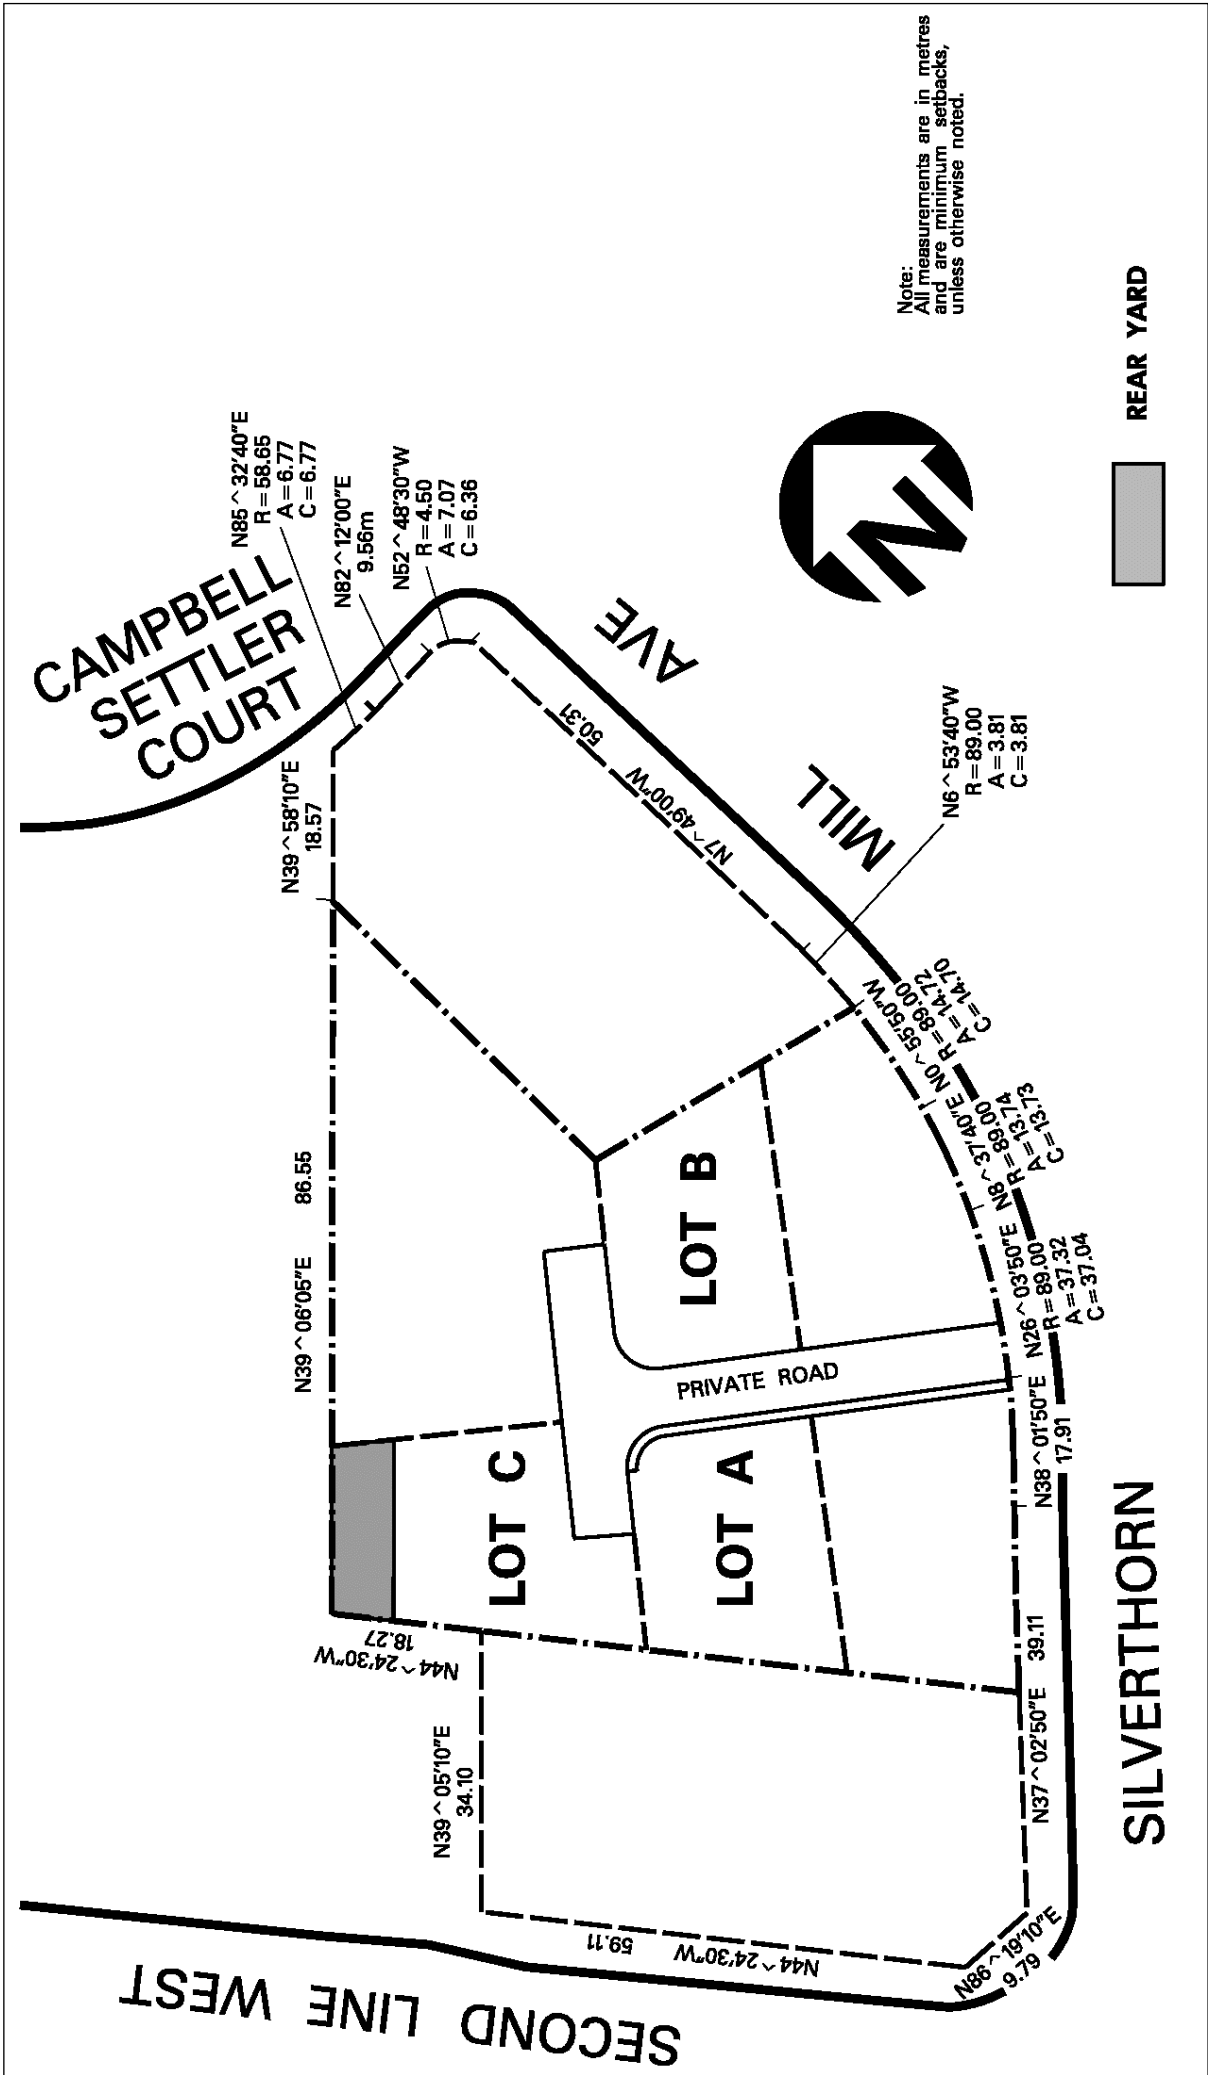 CAMPBELL
SETTLER
COURT
N85^32'40"E
R=58.65
A=6.77
C=6.77
N82^12'00"E
9.56m
N52^48'30"W
R=4.50
A=7.07
C=6.36
N39^58'10"E
18.57
N39^06'05"E 86.55
N7^49'00"W 50.31
N6^53'40"W
R=89.00
A=3.81
C=3.81
N0^55'50"W
R=89.00
A=14.72
C=14.70
N8^37'40"E
R=89.00
A=13.74
C=13.73
N26^03'50"E
R=89.00
A=37.32
C=37.04
N38^01'50"E
17.91
N37^02'50"E 39.11
N86^19'10"E
9.79
N44^24'30"W 59.11
N39^05'10"E
34.10
N44^24'30"W
18.27
LOT A
LOT B
LOT C
PRIVATE ROAD
SECOND LINE WEST
SILVERTHORN
MILL
AVE
N
Note:
All measurements are in metres
and are minimum setbacks,
unless otherwise noted.
REAR YARD